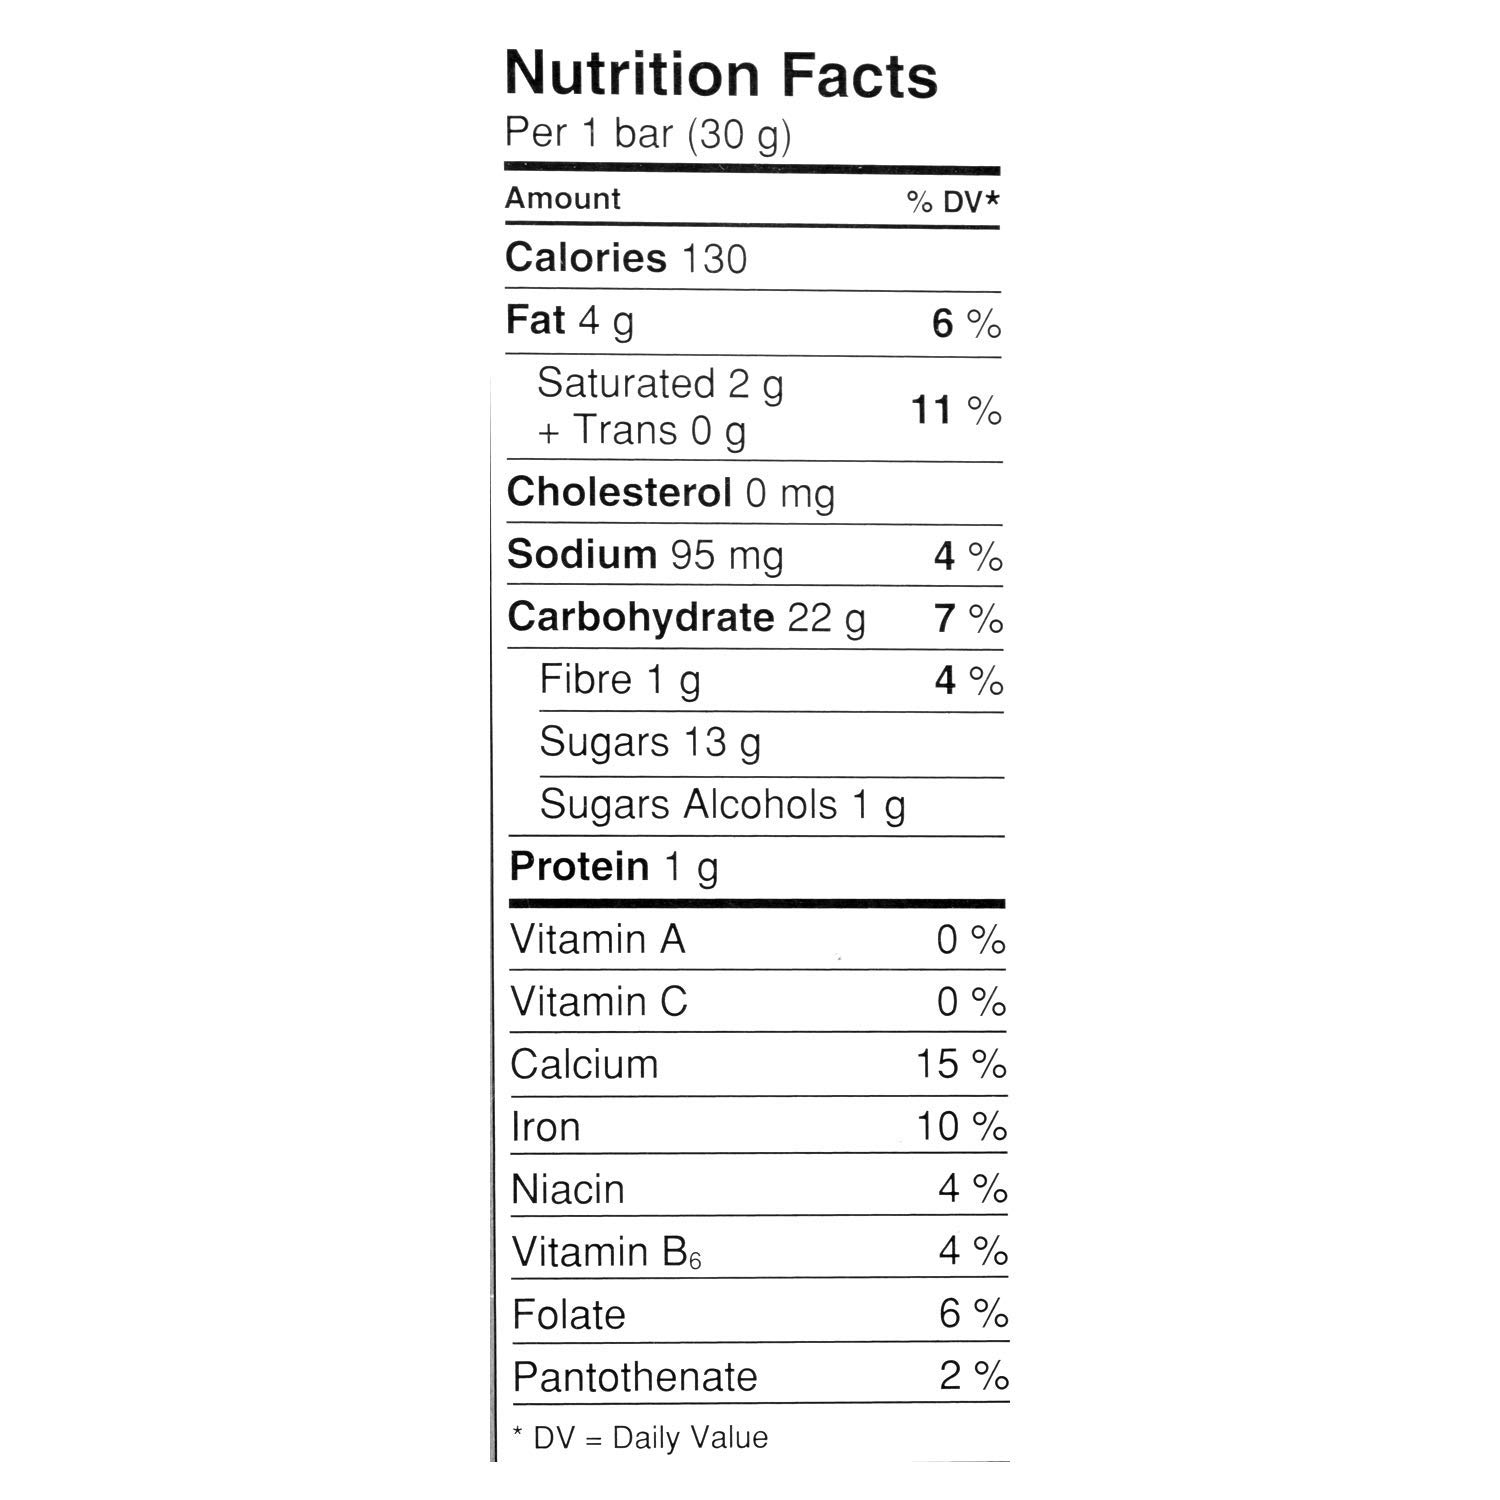 Nutrition Facts
Per 1 bar (30 g)
Amount % DV*
Calories 130
Fat 4 g 6 %
Saturated 2 g
+ Trans 0 g 11 %
Cholesterol 0 mg
Sodium 95 mg 4 %
Carbohydrate 22 g 7 %
Fibre 1 g 4 %
Sugars 13 g
Sugars Alcohols 1 g
Protein 1 g
Vitamin A 0 %
Vitamin C 0 %
Calcium 15 %
Iron 10 %
Niacin 4 %
Vitamin B₆ 4 %
Folate 6 %
Pantothenate 2 %
* DV = Daily Value